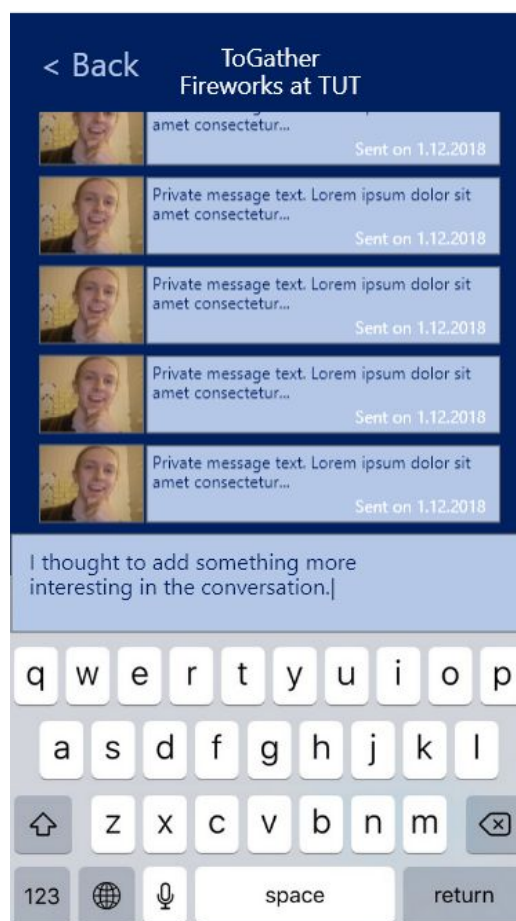 < Back
ToGather
Fireworks at TUT
amet consectetur...
Sent on 1.12.2018
Private message text. Lorem ipsum dolor sit
amet consectetur...
Sent on 1.12.2018
Private message text. Lorem ipsum dolor sit
amet consectetur...
Sent on 1.12.2018
Private message text. Lorem ipsum dolor sit
amet consectetur...
Sent on 1.12.2018
Private message text. Lorem ipsum dolor sit
amet consectetur...
Sent on 1.12.2018
I thought to add something more
interesting in the conversation.
q w e r t y u i o p
a s d f g h j k l
z x c v b n m
123 space return